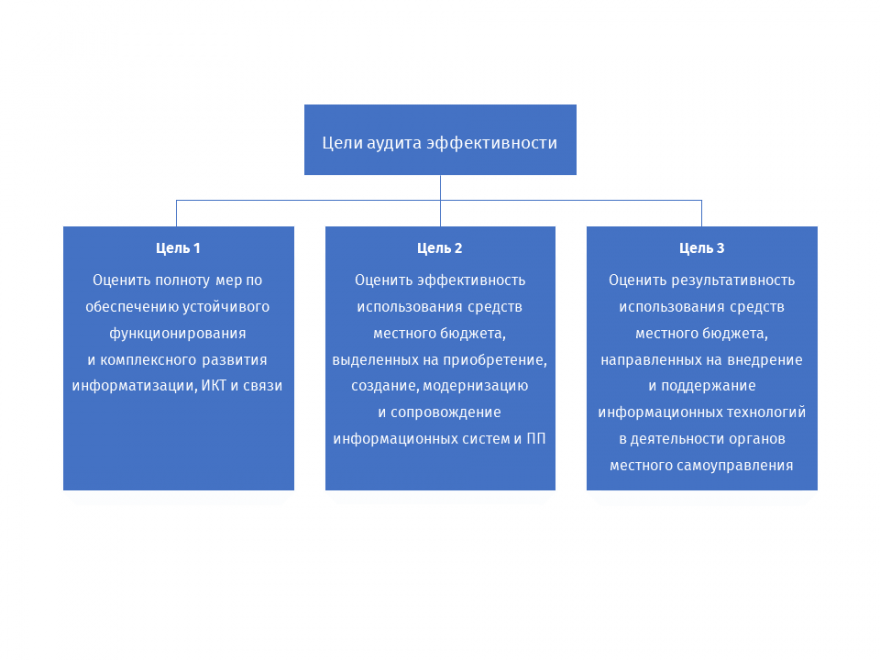 Цели аудита эффективности
Цель 1
Оценить полноту мер по
обеспечению устойчивого
функционирования
и комплексного развития
информатизации, ИКТ и связи
Цель 2
Оценить эффективность
использования средств
местного бюджета,
выделенных на приобретение,
создание, модернизацию
и сопровождение
информационных систем и ПП
Цель 3
Оценить результативность
использования средств
местного бюджета,
направленных на внедрение
и поддержание
информационных технологий
в деятельности органов
местного самоуправления